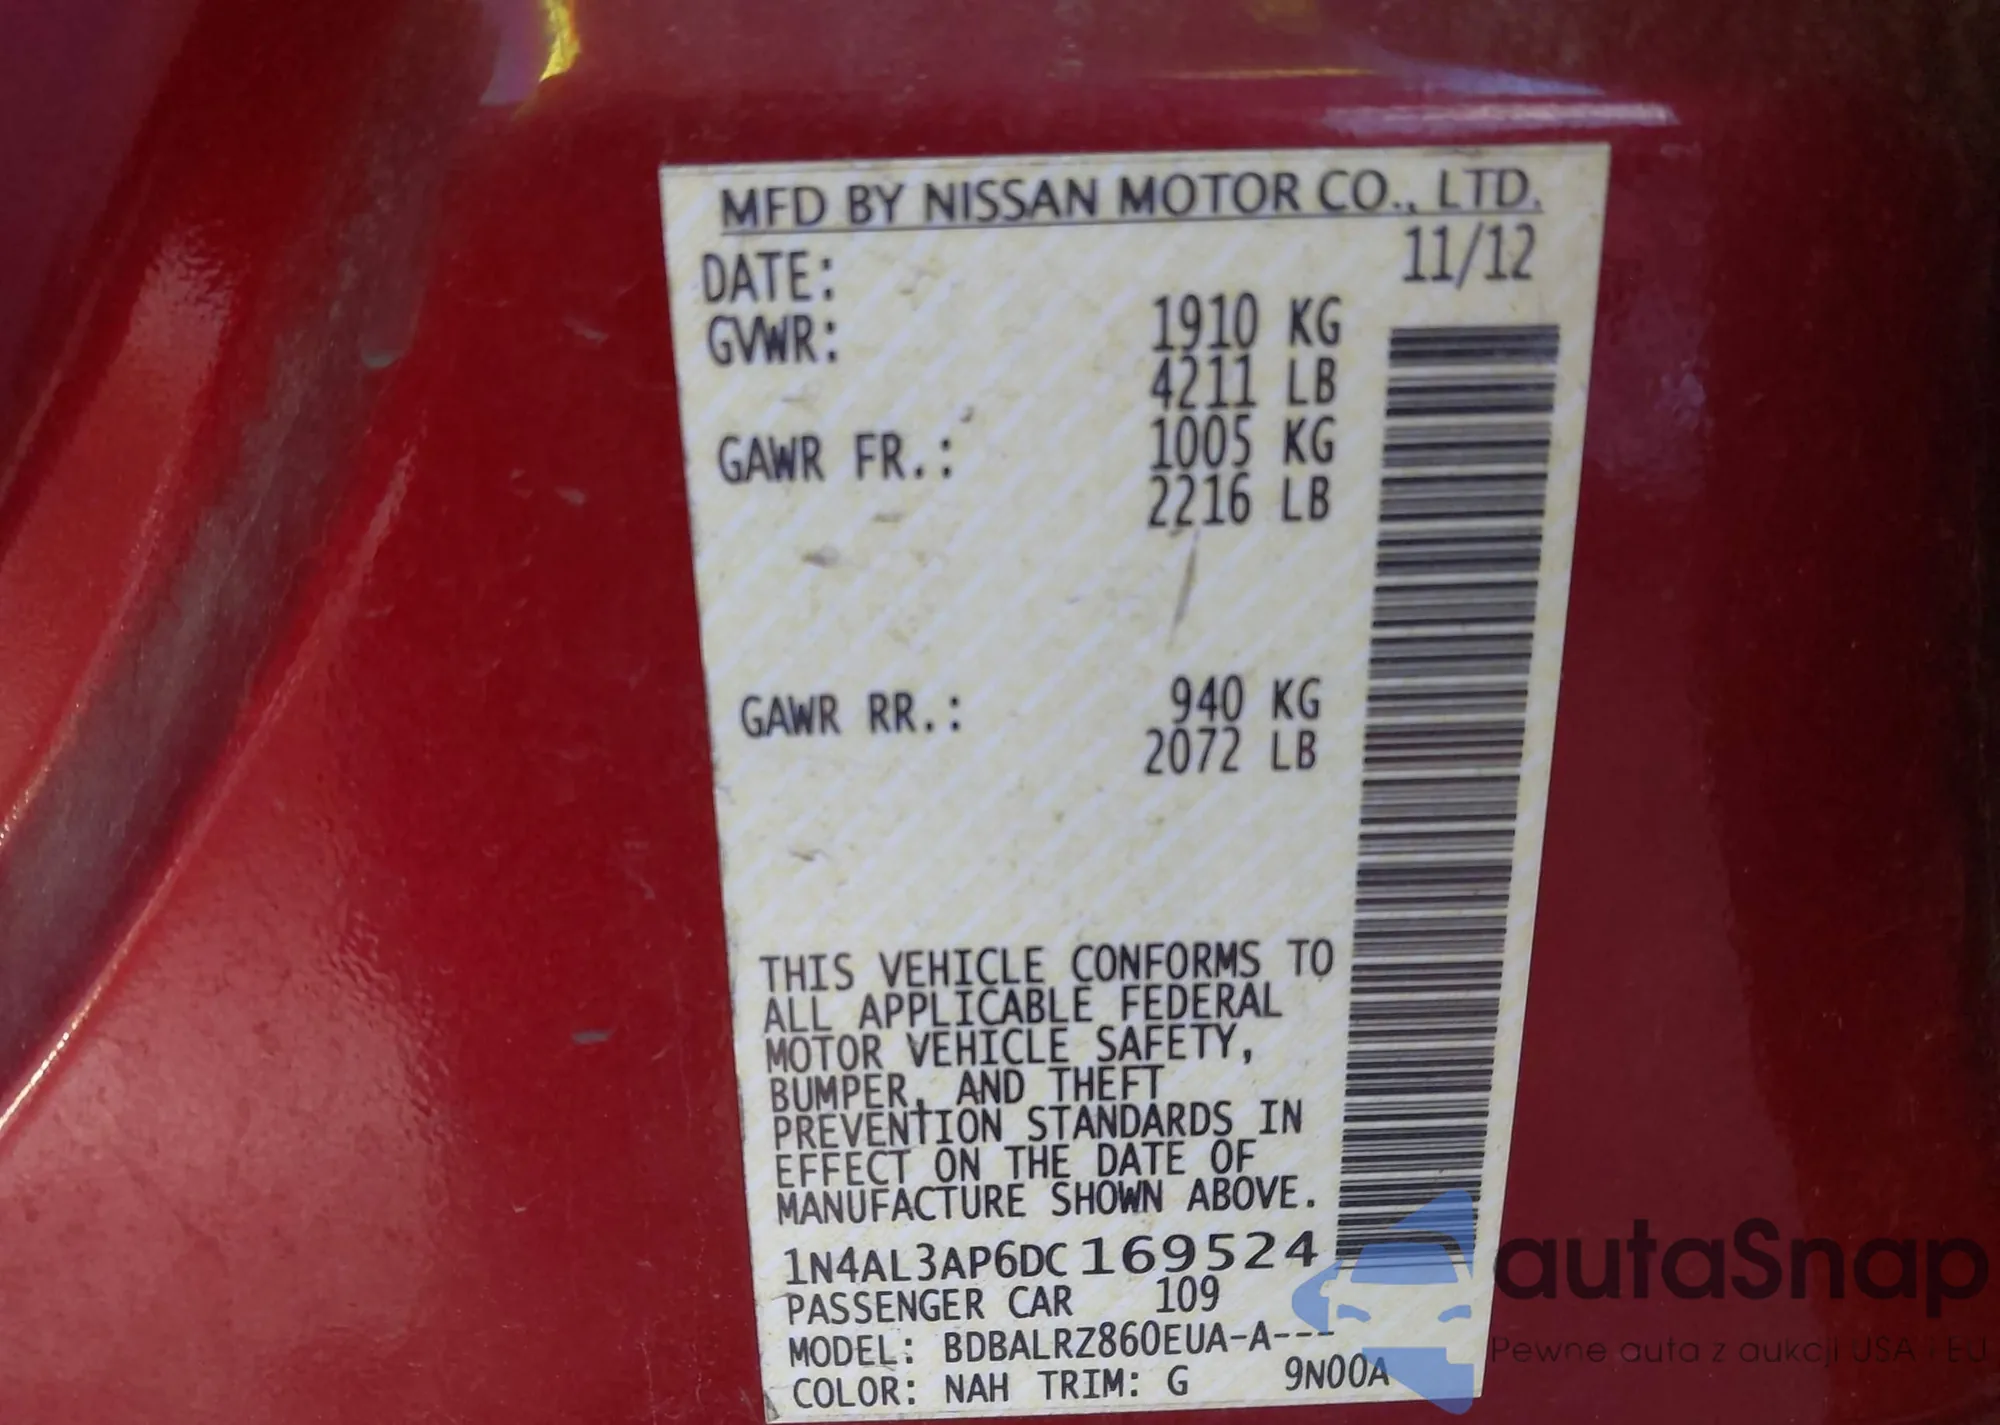 MFD BY NISSAN MOTOR CO., LTD.
DATE: 11/12
GVWR: 1910 KG
4211 LB
GAWR FR.: 1005 KG
2216 LB
GAWR RR.: 940 KG
2072 LB
THIS VEHICLE CONFORMS TO
ALL APPLICABLE FEDERAL
MOTOR VEHICLE SAFETY,
BUMPER, AND THEFT
PREVENTION STANDARDS IN
EFFECT ON THE DATE OF
MANUFACTURE SHOWN ABOVE.
1N4AL3AP6DC169524
PASSENGER CAR 109
MODEL: BDBALRZ860EUA-A---
COLOR: NAH TRIM: G 9N00A
autaSnap
Pewne auta z aukcji USA i EU